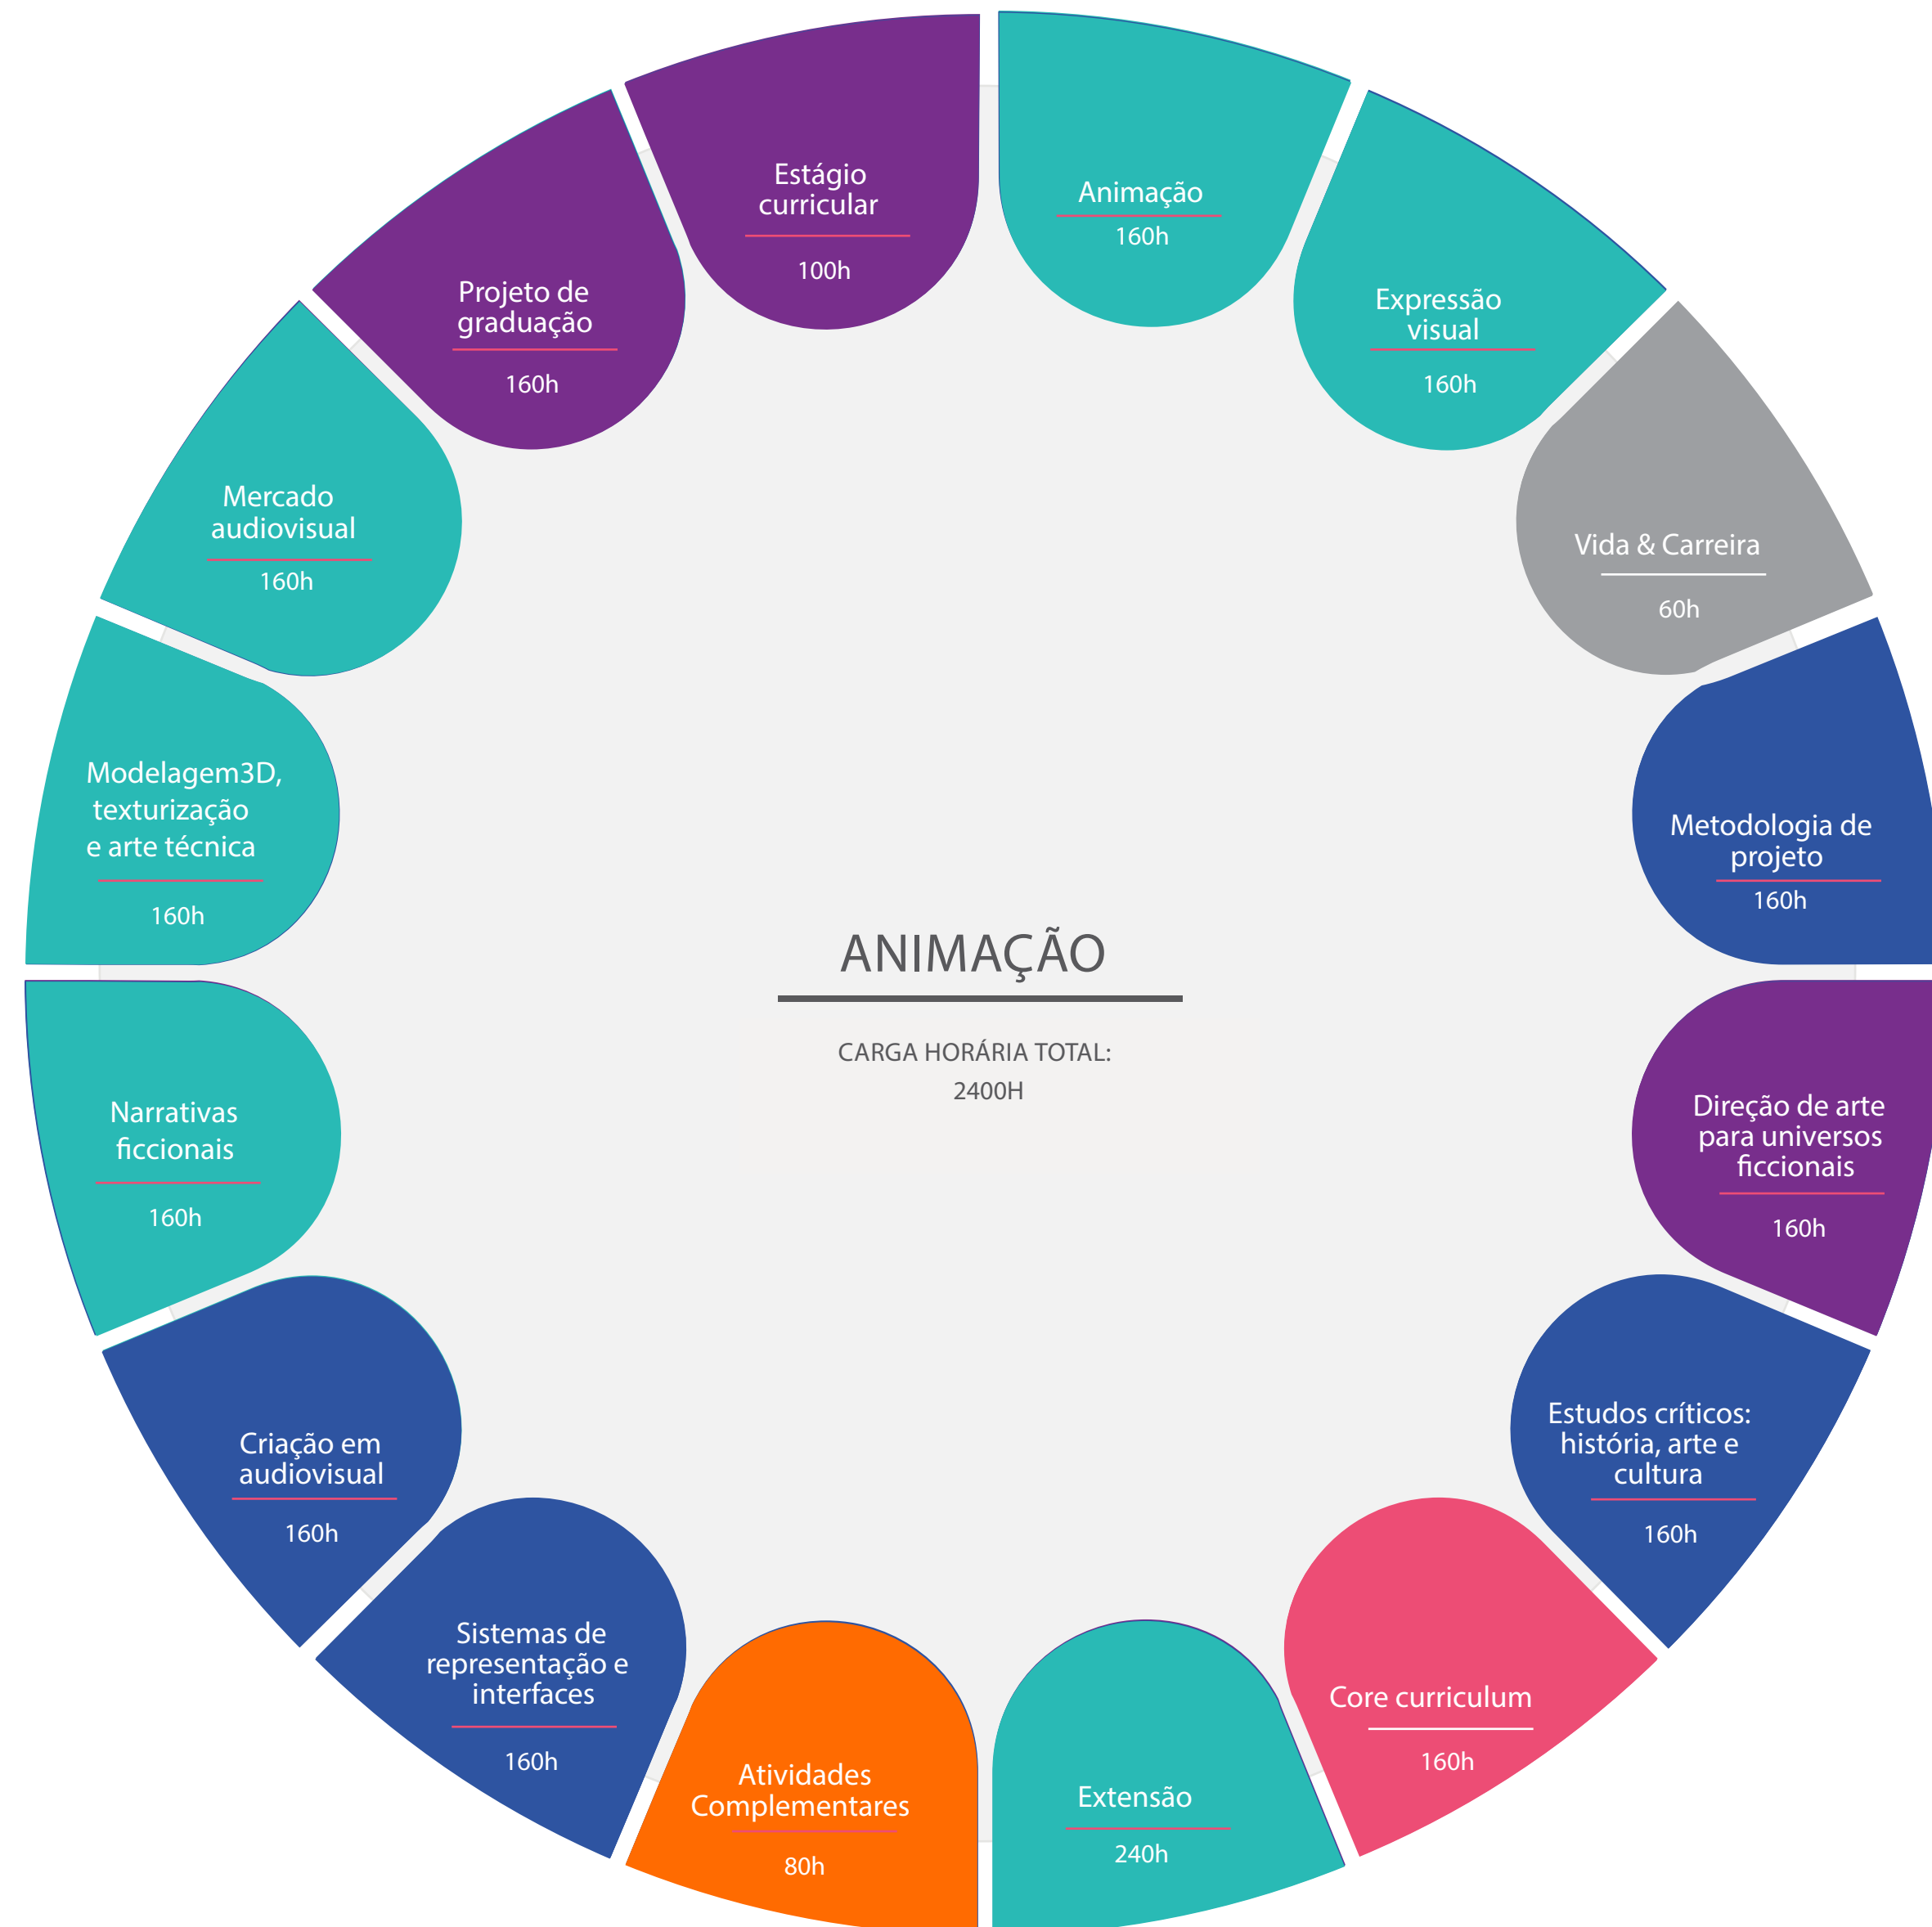 Estágio
curricular
100h
Animação
160h
Expressão
visual
160h
Vida & Carreira
60h
Metodologia de
projeto
160h
Direção de arte
para universos
ficcionais
160h
Estudos críticos:
história, arte e
cultura
160h
Core curriculum
160h
Extensão
240h
Atividades
Complementares
80h
Sistemas de
representação e
interfaces
160h
Criação em
audiovisual
160h
Narrativas
ficcionais
160h
Modelagem3D,
texturização
e arte técnica
160h
Mercado
audiovisual
160h
Projeto de
graduação
160h
ANIMAÇÃO
CARGA HORÁRIA TOTAL:
2400H